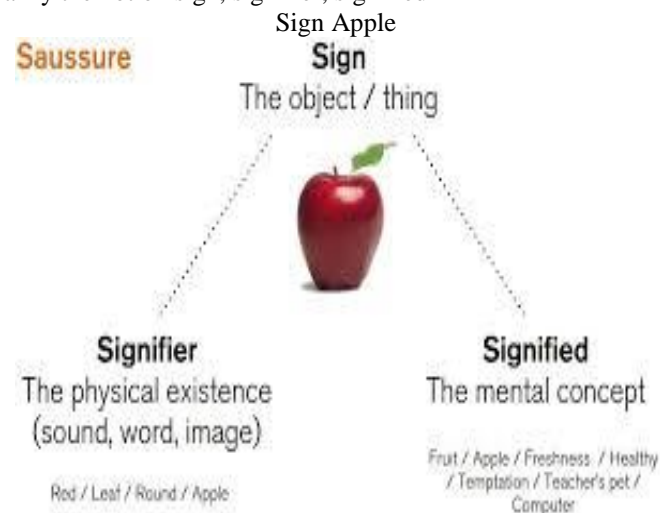 Sign Apple
Saussure
Sign
The object / thing
Signifier
The physical existence
(sound, word, image)
Red / Leaf / Round / Apple
Signified
The mental concept
Fruit / Apple / Freshness / Healthy
/ Temptation / Teacher's pet /
Computer